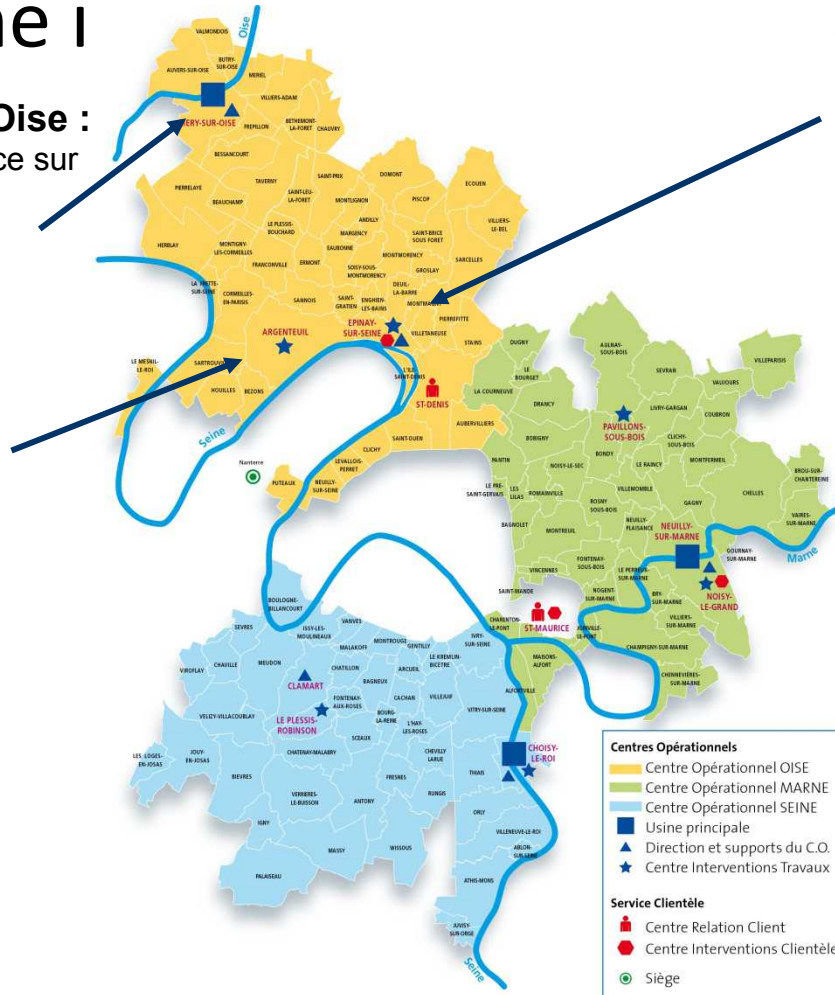 Oise :
ce sur
Oise
VALMONDOIS
BUTRY-
SUR-OISE
AUVERS-SUR-OISE
MERIEL
VILLIERS-ADAM
ERY-SUR-OISE
FREPILLON
BETHEMONT-
LA-FORET
CHAUVRY
BESSANCOURT
PIERRELAYE
TAVERNY
SAINT-PRIX
DOMONT
ECOUEN
BEAUCHAMP
SAINT-LEU-
LA-FORET
MONTLIGNON
PISCOP
VILLIERS-
LE-BEL
ANDILLY
MARGENCY
SAINT-BRICE
SOUS FORET
LE PLESSIS-
BOUCHARD
HERBLAY
MONTIGNY-
LES-CORMEILLES
EAUBONNE
MONTMORENCY
SARCELLES
FRANCONVILLE
ERMONT
SOISY-SOUS-
MONTMORENCY
GROSLAY
DEUIL-
LA-BARRE
SUR-SEINE
CORMEILLES-
EN-PARISIS
SANNOIS
SAINT-
GRATIEN
ENGHIEN-
LES-BAINS
PIERREFITTE
ARGENTEUIL
EPINAY-
SUR-SEINE
VILLETANEUSE
STAINS
LE MESNIL-
LE-ROI
HOUILLES
BEZONS
L'ILE
SAINT-DENIS
ST-DENIS
Seine
AUBERVILLIERS
SAINT-OUEN
CLICHY
LEVALLOIS-
PERRET
NEUILLY-
SUR-SEINE
PUTEAUX
Nanterre
DUGNY
LE
BOURGET
AULNAY-
SOUS-BOIS
SEVRAN
VILLEPARISIS
VAUJOURS
LA COURNEUVE
DRANCY
LIVRY-GARGAN
COUBRON
PAVILLONS-
SOUS-BOIS
BOBIGNY
BONDY
CLICHY-
SOUS-BOIS
MONTFERMEIL
PANTIN
NOISY-LE-SEC
LE RAINCY
LE PRE-
SAINT-GERVAIS
LES
LILAS
ROMAINVILLE
VILLEMOMBLE
GAGNY
CHELLES
BROU-SUR-
CHANTEREINE
ROSNY
SOUS-BOIS
BAGNOLET
MONTREUIL
NEUILLY-
PLAISANCE
NEUILLY-
SUR-MARNE
VAIRES-
SUR-MARNE
FONTENAY-
SOUS-BOIS
GOURNAY-
SUR-MARNE
Marne
VINCENNES
LE PERREUX-
SUR-MARNE
NOISY-
LE-GRAND
SAINT-MANDE
NOGENT-
SUR-MARNE
BRY-
SUR-MARNE
ST-MAURICE
VILLIERS-
SUR-MARNE
CHARENTON-
LE-PONT
JOINVILLE-
LE-PONT
CHAMPIGNY-SUR-MARNE
MAISONS-
ALFORT
CHENNEVIÈRES-
SUR-MARNE
ALFORTVILLE
BOULOGNE-
BILLANCOURT
SEVRES
ISSY-LES-
MOULINEAUX
VANVES
MALAKOFF
MONTROUGE
GENTILLY
IVRY-
SUR-SEINE
LE KREMLIN-
BICETRE
VIROFLAY
CHAVILLE
MEUDON
CHATILLON
ARCUEIL
CLAMART
BAGNEUX
CACHAN
VILLEJUIF
FONTENAY-
AUX-ROSES
BOURG-
LA-REINE
VITRY-SUR-SEINE
VELIZY-VILLACOUBLAY
LE PLESSIS-
ROBINSON
L'HAY-
LES-ROSES
SCEAUX
CHEVILLY
LARUE
CHOISY-
LE-ROI
LES LOGES-
EN-JOSAS
JOUY-
EN-JOSAS
CHATENAY-MALABRY
THIAIS
BIEVRES
FRESNES
RUNGIS
VERRIERES-
LE-BUISSON
ANTONY
ORLY
IGNY
VILLENEUVE-LE-ROI
MASSY
WISSOUS
ABLON-
SUR-SEINE
PALAISEAU
ATHIS-MONS
JUVISY-
SUR-ORGE
Seine
Centres Opérationnels
Centre Opérationnel OISE
Centre Opérationnel MARNE
Centre Opérationnel SEINE
Usine principale
Direction et supports du C.O.
Centre Interventions Travaux
Service Clientèle
Centre Relation Client
Centre Interventions Clientèle
Siège